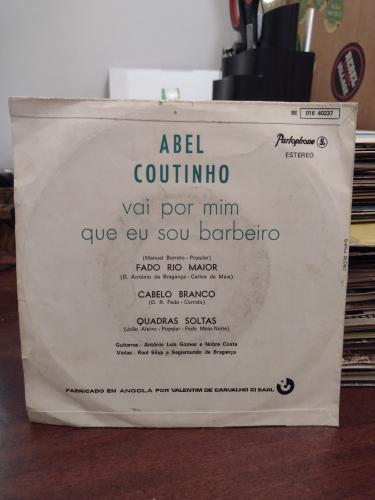 8E 016 40237
ABEL
COUTINHO
Parlophone
ESTEREO
vai por mim
que eu sou barbeiro
(Manuel Barreto - Popular)
FADO RIO MAIOR
(D. António de Bragança - Carlos da Maia)
CABELO BRANCO
(D. R. Fado - Corrido)
QUADRAS SOLTAS
(João Aleixo - Popular - Fado Meia-Noite)
Guitarras: António Luís Gomes e Nobre Costa
Violas: Raul Silva e Segismundo de Bragança
FABRICADO EM ANGOLA POR VALENTIM DE CARVALHO CI SARL